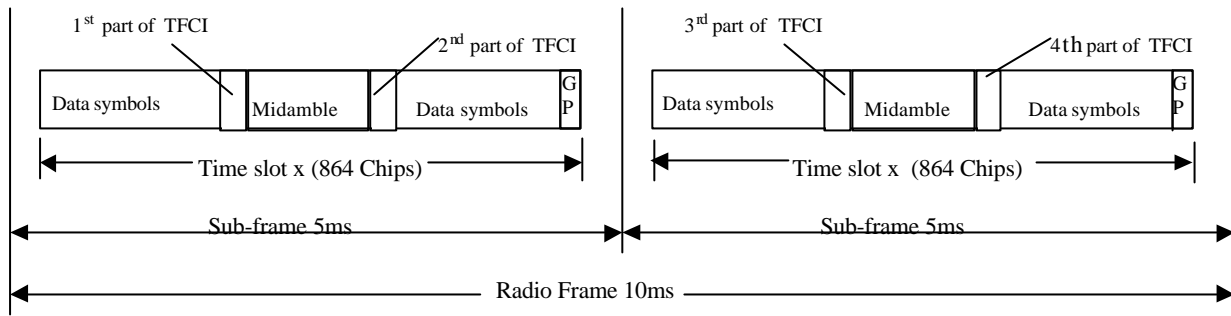 1st part of TFCI
2nd part of TFCI
Data symbols
Midamble
Data symbols
G
P
Time slot x (864 Chips)
3rd part of TFCI
4th part of TFCI
Data symbols
Midamble
Data symbols
G
P
Time slot x (864 Chips)
Sub-frame 5ms
Sub-frame 5ms
Radio Frame 10ms